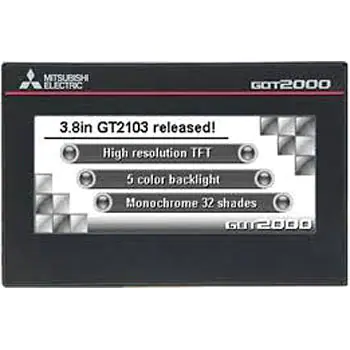 MITSUBISHI
ELECTRIC
GOT2000
3.8in GT2103 released!
High resolution TFT
5 color backlight
Monochrome 32 shades
GOT2000